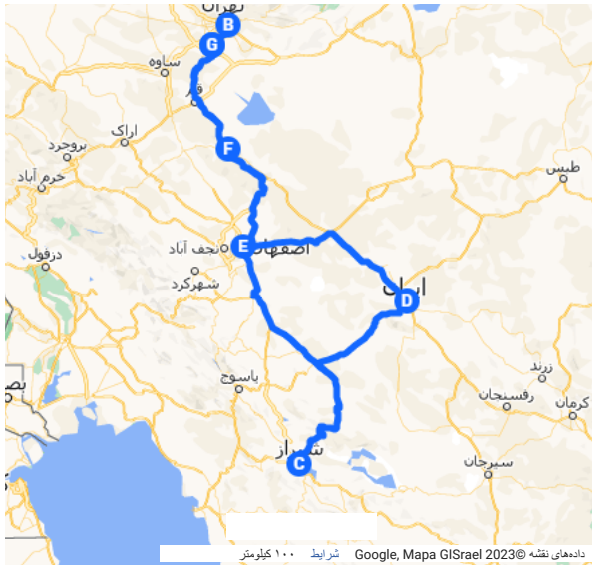 تهران
B
G
ساوه
قم
اراک
بروجرد
خرم آباد
F
طبس
نجف آباد
E
اصفهان
دزفول
شهرکرد
ایران
D
یاسوج
زرند
رفسنجان
کرمان
شیراز
C
سیرجان
۱۰۰ کیلومتر
شرایط
داده‌های نقشه ©2023 Google, Mapa GISrael